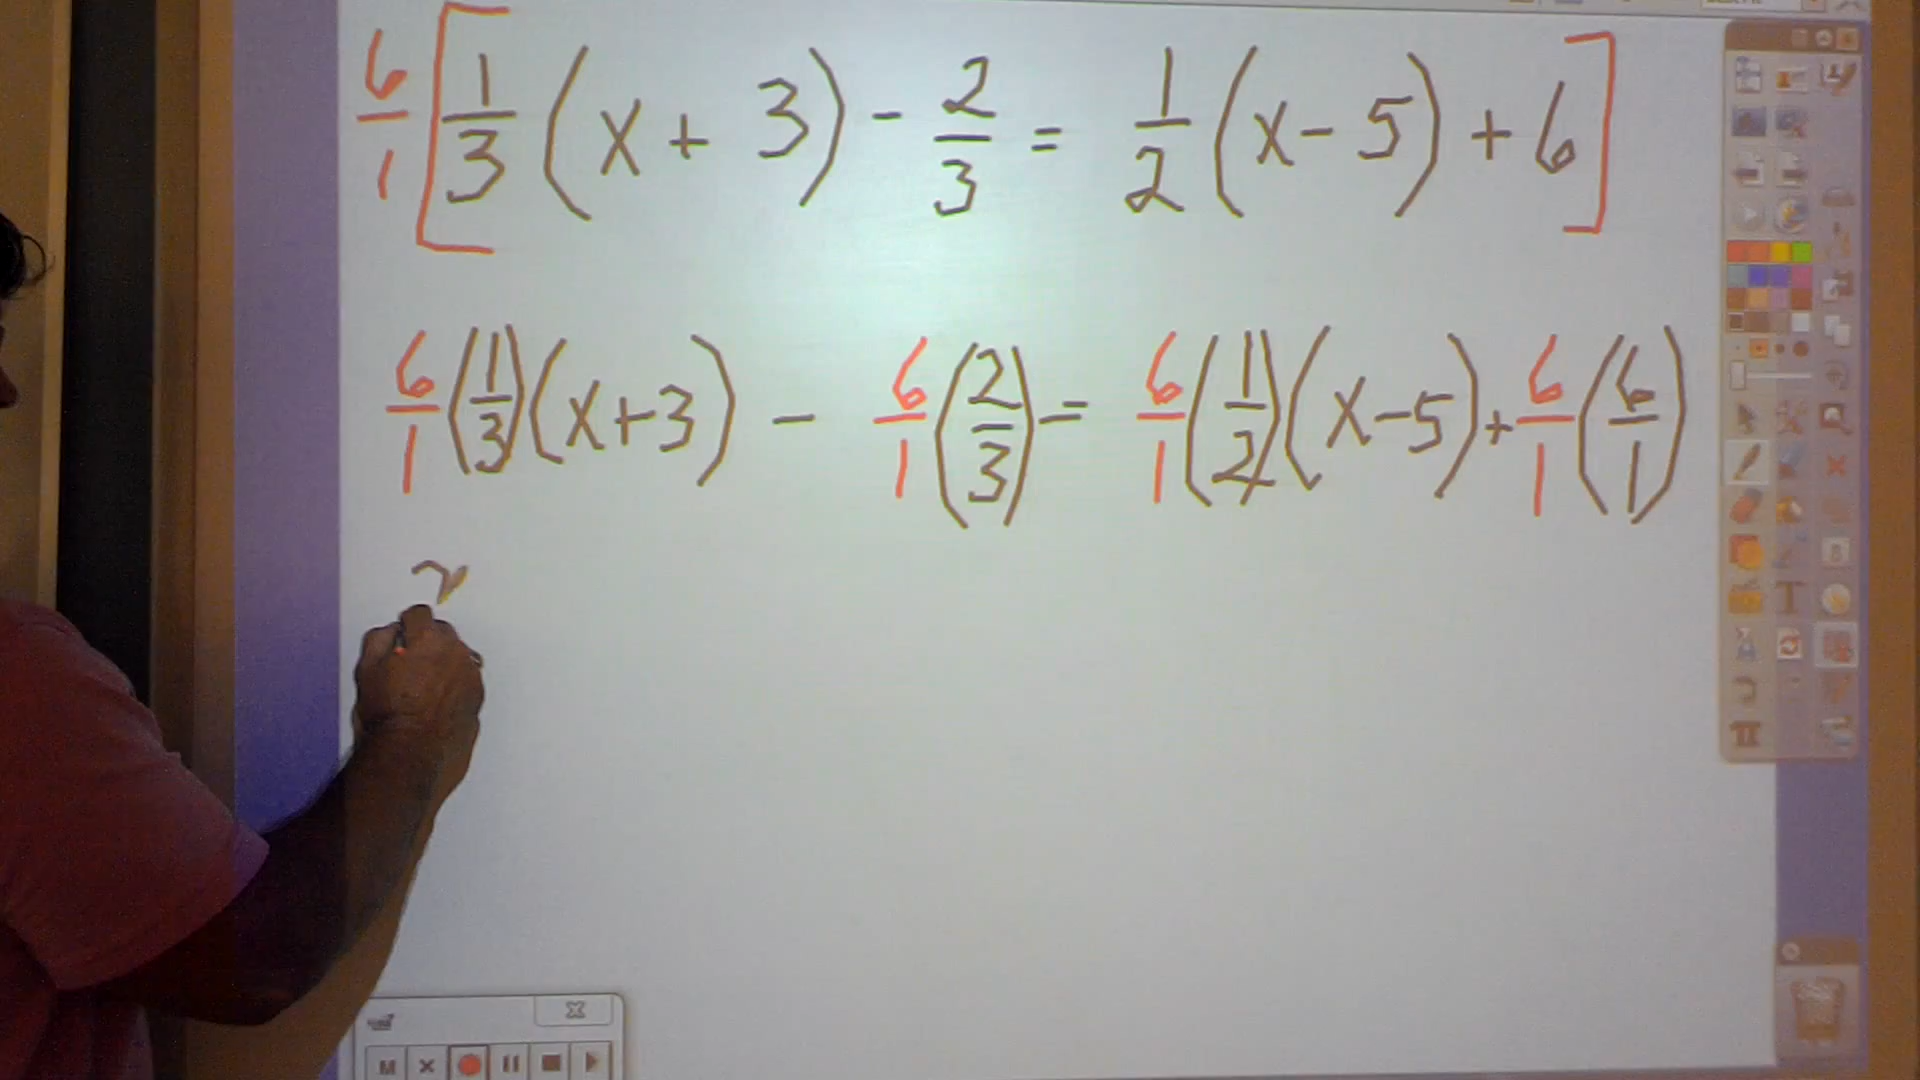 6/1 [ 1/3 (x + 3) - 2/3 = 1/2 (x - 5) + 6 ]
6/1 (1/3) (x + 3) - 6/1 (2/3) = 6/1 (1/2) (x - 5) + 6/1 (6/1)
M